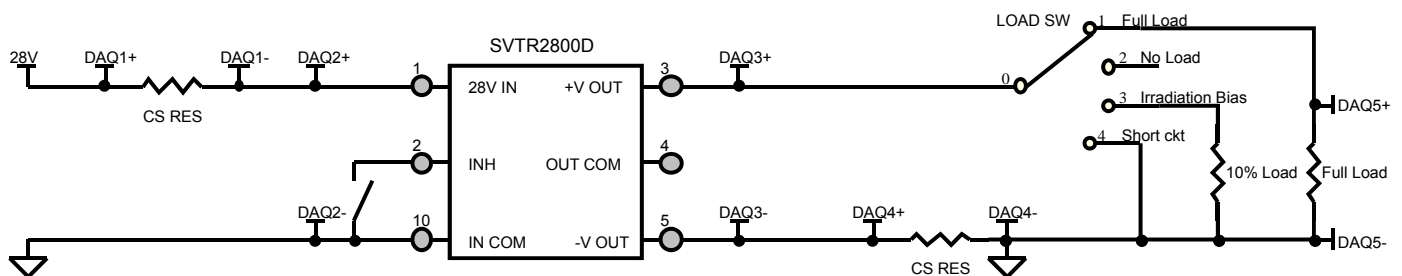 LOAD SW
1 Full Load
SVTR2800D
28V
DAQ1+
DAQ1-
DAQ2+
DAQ3+
2 No Load
1
3
0
28V IN
+V OUT
3 Irradiation Bias
DAQ5+
CS RES
4 Short ckt
2
4
INH
OUT COM
10% Load
Full Load
DAQ2-
10
5
DAQ3-
DAQ4+
DAQ4-
IN COM
-V OUT
DAQ5-
CS RES